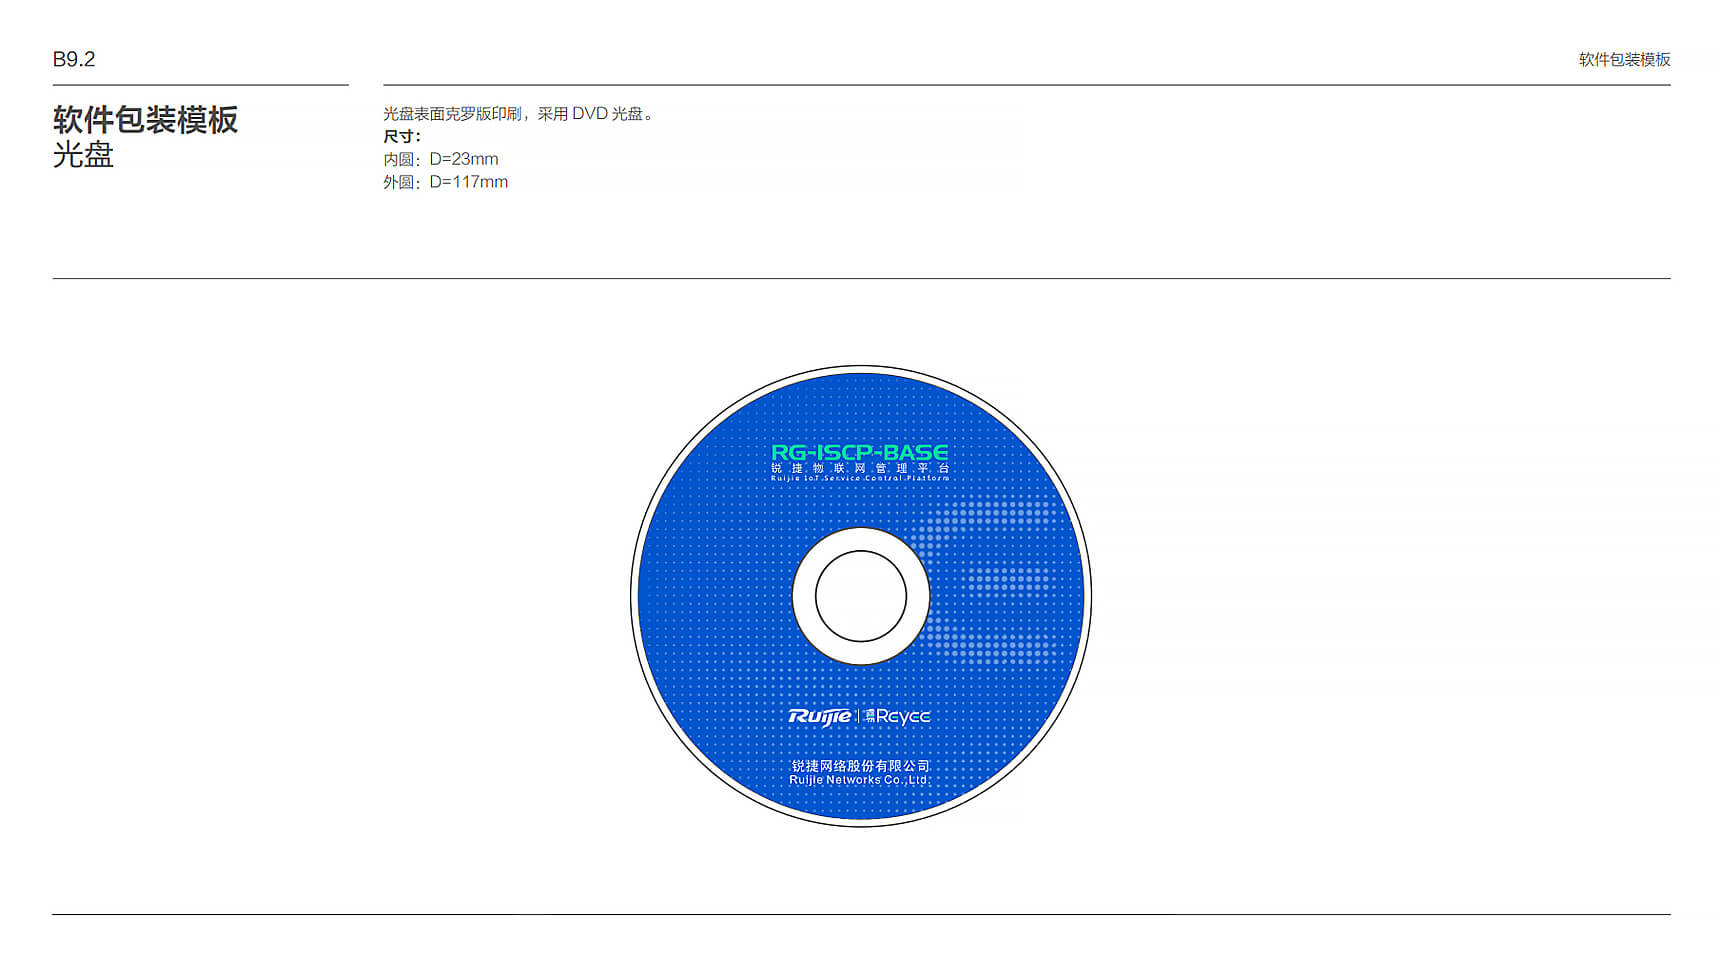 B9.2
软件包装模板
软件包装模板
光盘
光盘表面克罗版印刷，采用 DVD 光盘。
尺寸：
内圆：D=23mm
外圆：D=117mm
RG-ISCP-BASE
锐捷物联网管理平台
Ruijie IoT Service Control Platform
Ruijie | 睿易 Reyee
锐捷网络股份有限公司
Ruijie Networks Co.,Ltd.